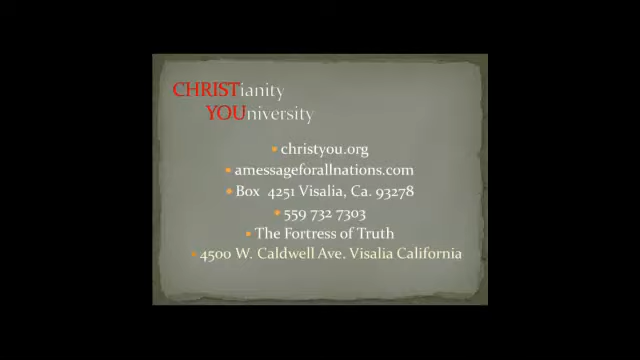 CHRISTianity
YOUniversity
• christyou.org
• amessageforallnations.com
• Box 4251 Visalia, Ca. 93278
• 559 732 7303
• The Fortress of Truth
• 4500 W. Caldwell Ave. Visalia California